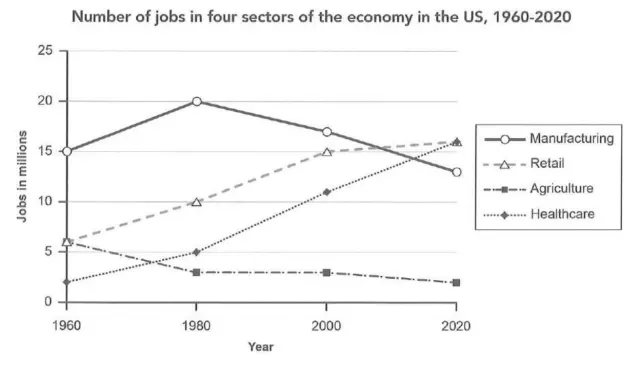 Number of jobs in four sectors of the economy in the US, 1960-2020
25
20
15
10
5
0
Jobs in millions
1960 1980 2000 2020
Year
Manufacturing
Retail
Agriculture
Healthcare